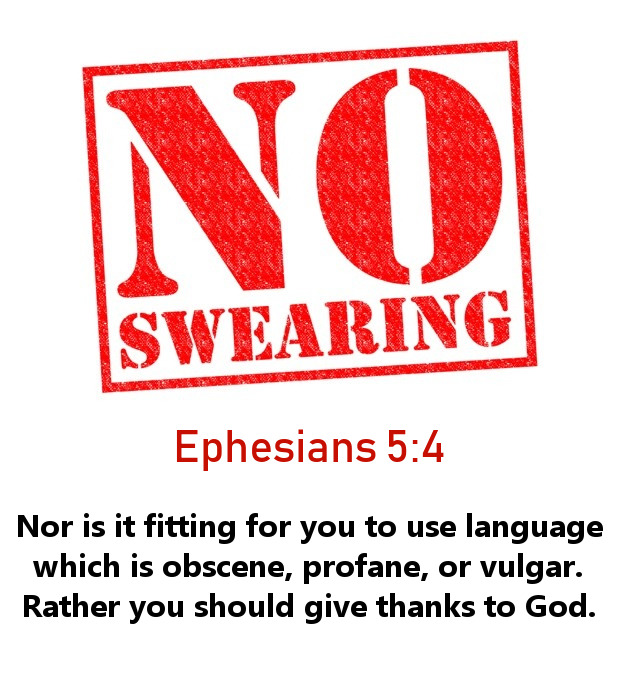 NO
SWEARING
Ephesians 5:4
Nor is it fitting for you to use language
which is obscene, profane, or vulgar.
Rather you should give thanks to God.